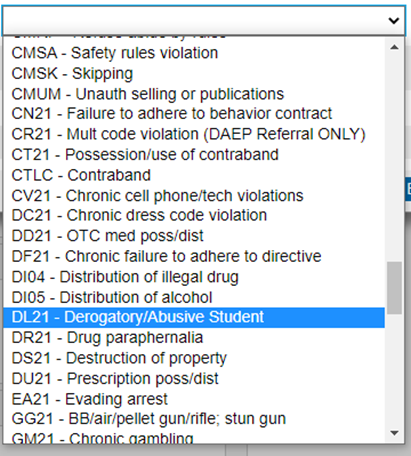 CMSA - Safety rules violation
CMSK - Skipping
CMUM - Unauth selling or publications
CN21 - Failure to adhere to behavior contract
CR21 - Mult code violation (DAEP Referral ONLY)
CT21 - Possession/use of contraband
CTLC - Contraband
CV21 - Chronic cell phone/tech violations
DC21 - Chronic dress code violation
DD21 - OTC med poss/dist
DF21 - Chronic failure to adhere to directive
DI04 - Distribution of illegal drug
DI05 - Distribution of alcohol
DL21 - Derogatory/Abusive Student
DR21 - Drug paraphernalia
DS21 - Destruction of property
DU21 - Prescription poss/dist
EA21 - Evading arrest
GG21 - BB/air/pellet gun/rifle; stun gun
GM21 - Chronic gambling